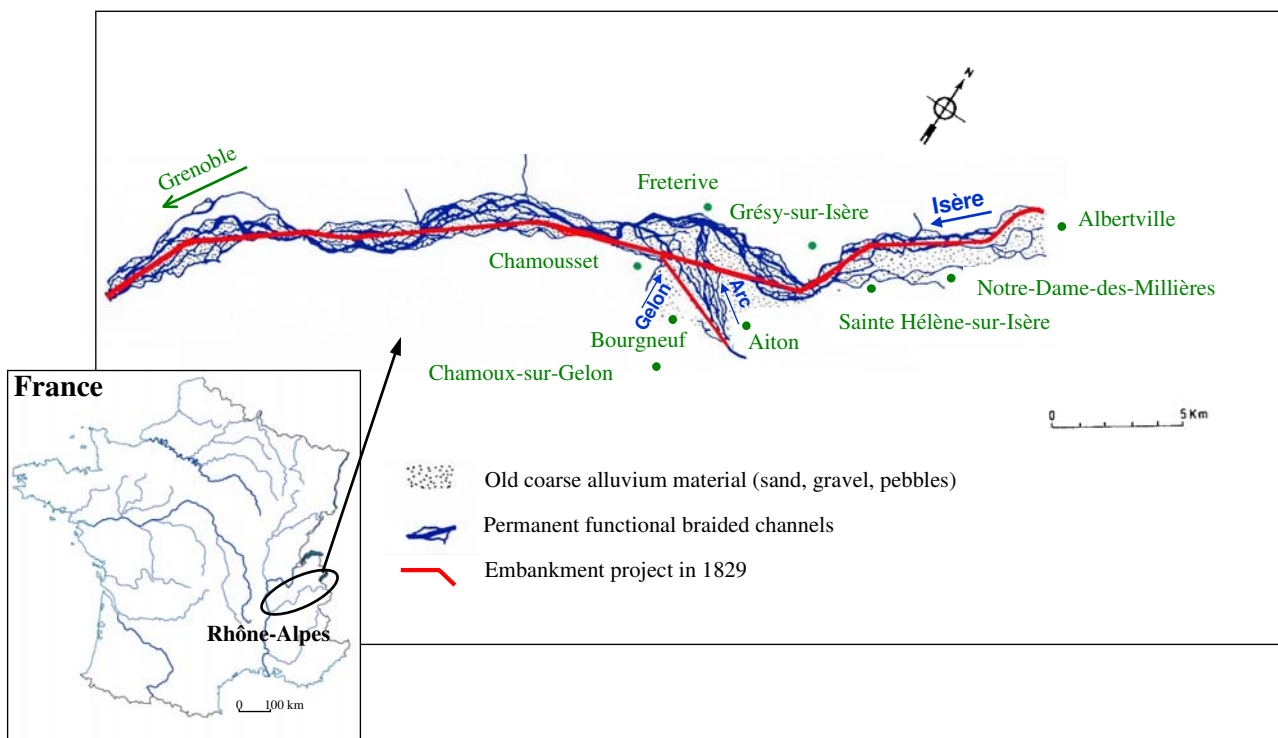 N
Grenoble
Freterive
Grésy-sur-Isère
Isère
Albertville
Chamousset
Gelon
Arc
Notre-Dame-des-Millières
Sainte Hélène-sur-Isère
Bourgneuf
Aiton
Chamoux-sur-Gelon
0 5 Km
France
Rhône-Alpes
0 100 km
Old coarse alluvium material (sand, gravel, pebbles)
Permanent functional braided channels
Embankment project in 1829